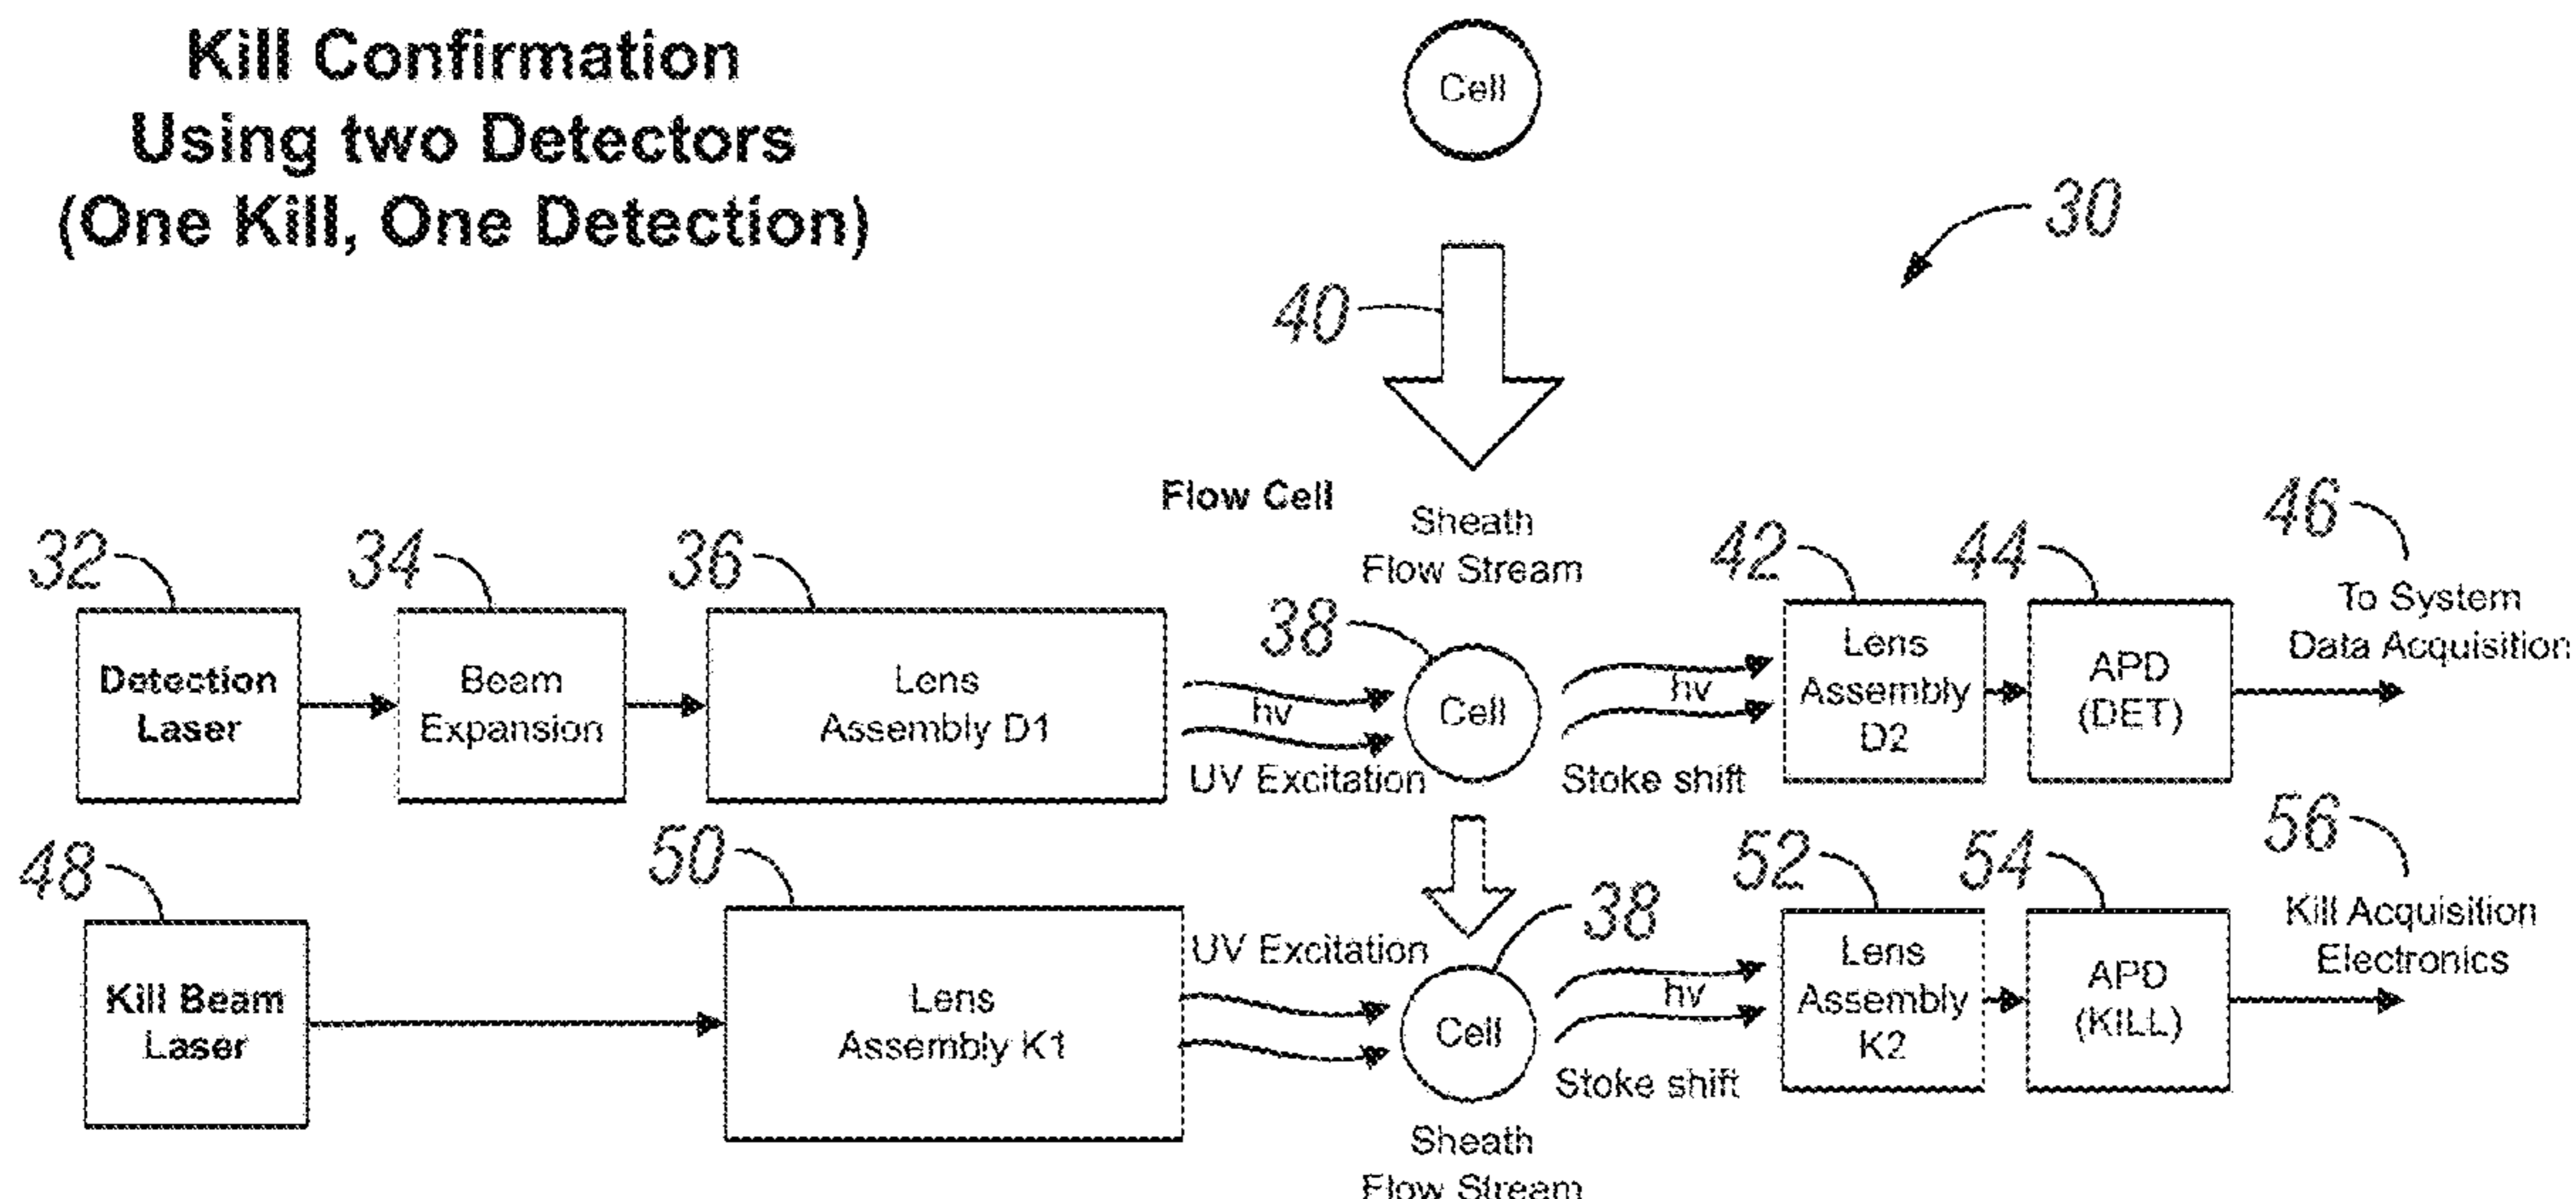 Kill Confirmation
Using two Detectors
(One Kill, One Detection)
Cell
30
40
Flow Cell
Sheath
Flow Stream
32
34
36
38
42
44
46
Detection
Laser
Beam
Expansion
Lens
Assembly D1
hv
UV Excitation
Cell
hv
Stoke shift
Lens
Assembly
D2
APD
(DET)
To System
Data Acquisition
48
50
38
52
54
56
Kill Beam
Laser
Lens
Assembly K1
UV Excitation
Cell
hv
Stoke shift
Lens
Assembly
K2
APD
(KILL)
Kill Acquisition
Electronics
Sheath
Flow Stream